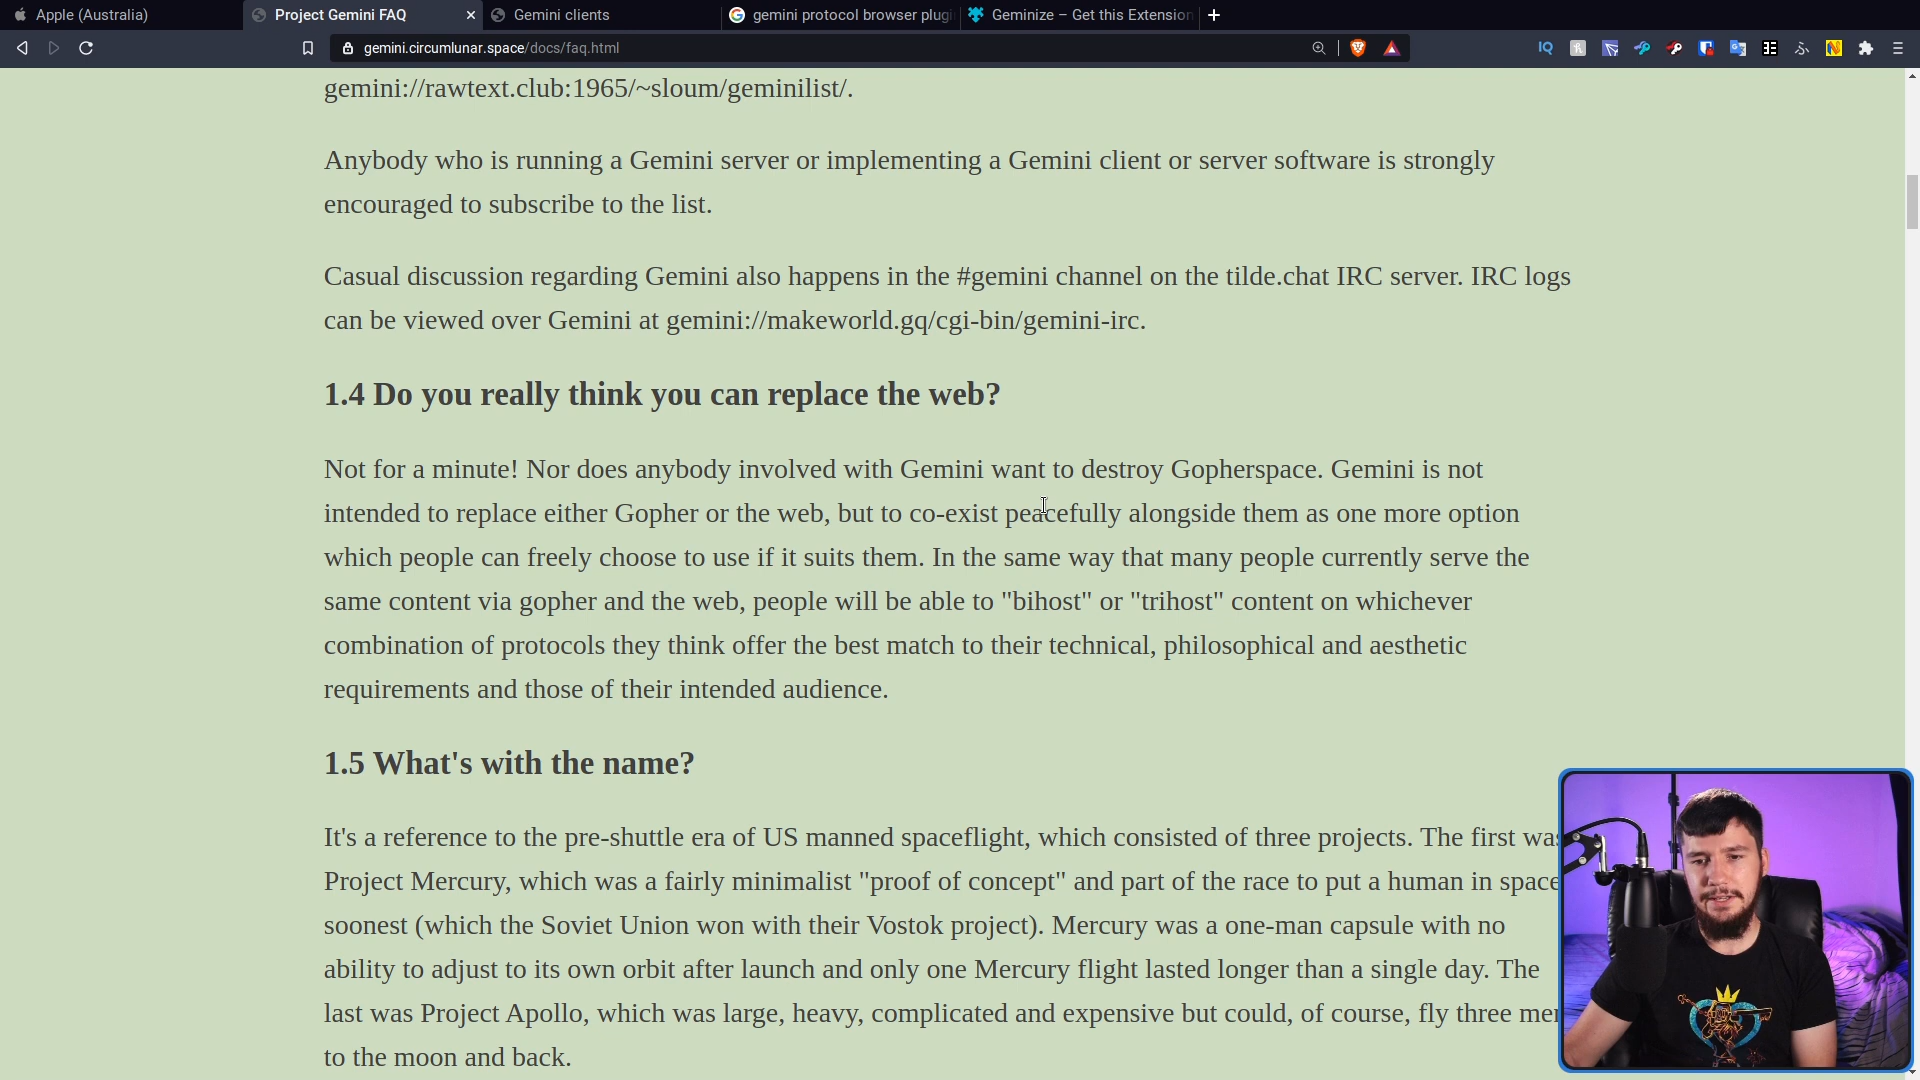 Apple (Australia)
Project Gemini FAQ
Gemini clients
gemini protocol browser plugi
Geminize – Get this Extension
gemini.circumlunar.space/docs/faq.html
IQ
gemini://rawtext.club:1965/~sloum/geminilist/.
Anybody who is running a Gemini server or implementing a Gemini client or server software is strongly
encouraged to subscribe to the list.
Casual discussion regarding Gemini also happens in the #gemini channel on the tilde.chat IRC server. IRC logs
can be viewed over Gemini at gemini://makeworld.gq/cgi-bin/gemini-irc.
1.4 Do you really think you can replace the web?
Not for a minute! Nor does anybody involved with Gemini want to destroy Gopherspace. Gemini is not
intended to replace either Gopher or the web, but to co-exist peacefully alongside them as one more option
which people can freely choose to use if it suits them. In the same way that many people currently serve the
same content via gopher and the web, people will be able to "bihost" or "trihost" content on whichever
combination of protocols they think offer the best match to their technical, philosophical and aesthetic
requirements and those of their intended audience.
1.5 What's with the name?
It's a reference to the pre-shuttle era of US manned spaceflight, which consisted of three projects. The first was
Project Mercury, which was a fairly minimalist "proof of concept" and part of the race to put a human in space
soonest (which the Soviet Union won with their Vostok project). Mercury was a one-man capsule with no
ability to adjust to its own orbit after launch and only one Mercury flight lasted longer than a single day. The
last was Project Apollo, which was large, heavy, complicated and expensive but could, of course, fly three men
to the moon and back.